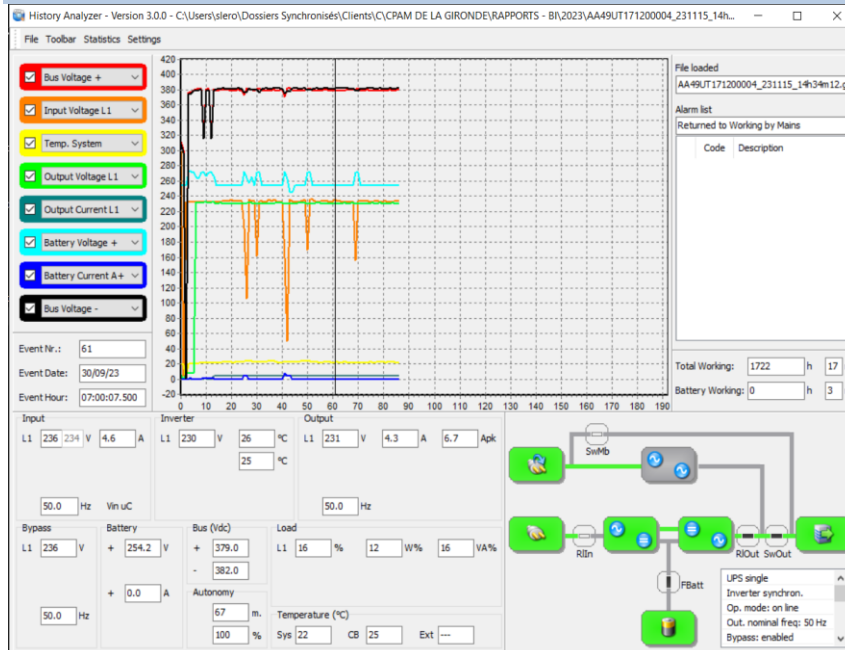 History Analyzer - Version 3.0.0 - C:\Users\slero\Dossiers Synchronisés\Clients\C\CPAM DE LA GIRONDE\RAPPORTS - BI\2023\AA49UT171200004_231115_14h...
File Toolbar Statistics Settings
Bus Voltage +
Input Voltage L1
Temp. System
Output Voltage L1
Output Current L1
Battery Voltage +
Battery Current A+
Bus Voltage -
Event Nr.: 61
Event Date: 30/09/23
Event Hour: 07:00:07.500
420
400
380
360
340
320
300
280
260
240
220
200
180
160
140
120
100
80
60
40
20
0
-20
0 10 20 30 40 50 60 70 80 90 100 110 120 130 140 150 160 170 180 190
File loaded
AA49UT171200004_231115_14h34m12.g
Alarm list
Returned to Working by Mains
Code Description
Total Working: 1722 h 17
Battery Working: 0 h 3
Input
L1 236 234 V 4.6 A
50.0 Hz Vin uC
Inverter
L1 230 V 26 °C
25 °C
Output
L1 231 V 4.3 A 6.7 Apk
50.0 Hz
Bypass
L1 236 V
50.0 Hz
Battery
+ 254.2 V
+ 0.0 A
Bus (Vdc)
+ 379.0
- 382.0
Autonomy
67 m.
100 %
Load
L1 16 % 12 W% 16 VA%
Temperature (°C)
Sys 22 CB 25 Ext ---
SwMb
RIIn
RIOut SwOut
FBatt
UPS single
Inverter synchron.
Op. mode: on line
Out. nominal freq: 50 Hz
Bypass: enabled